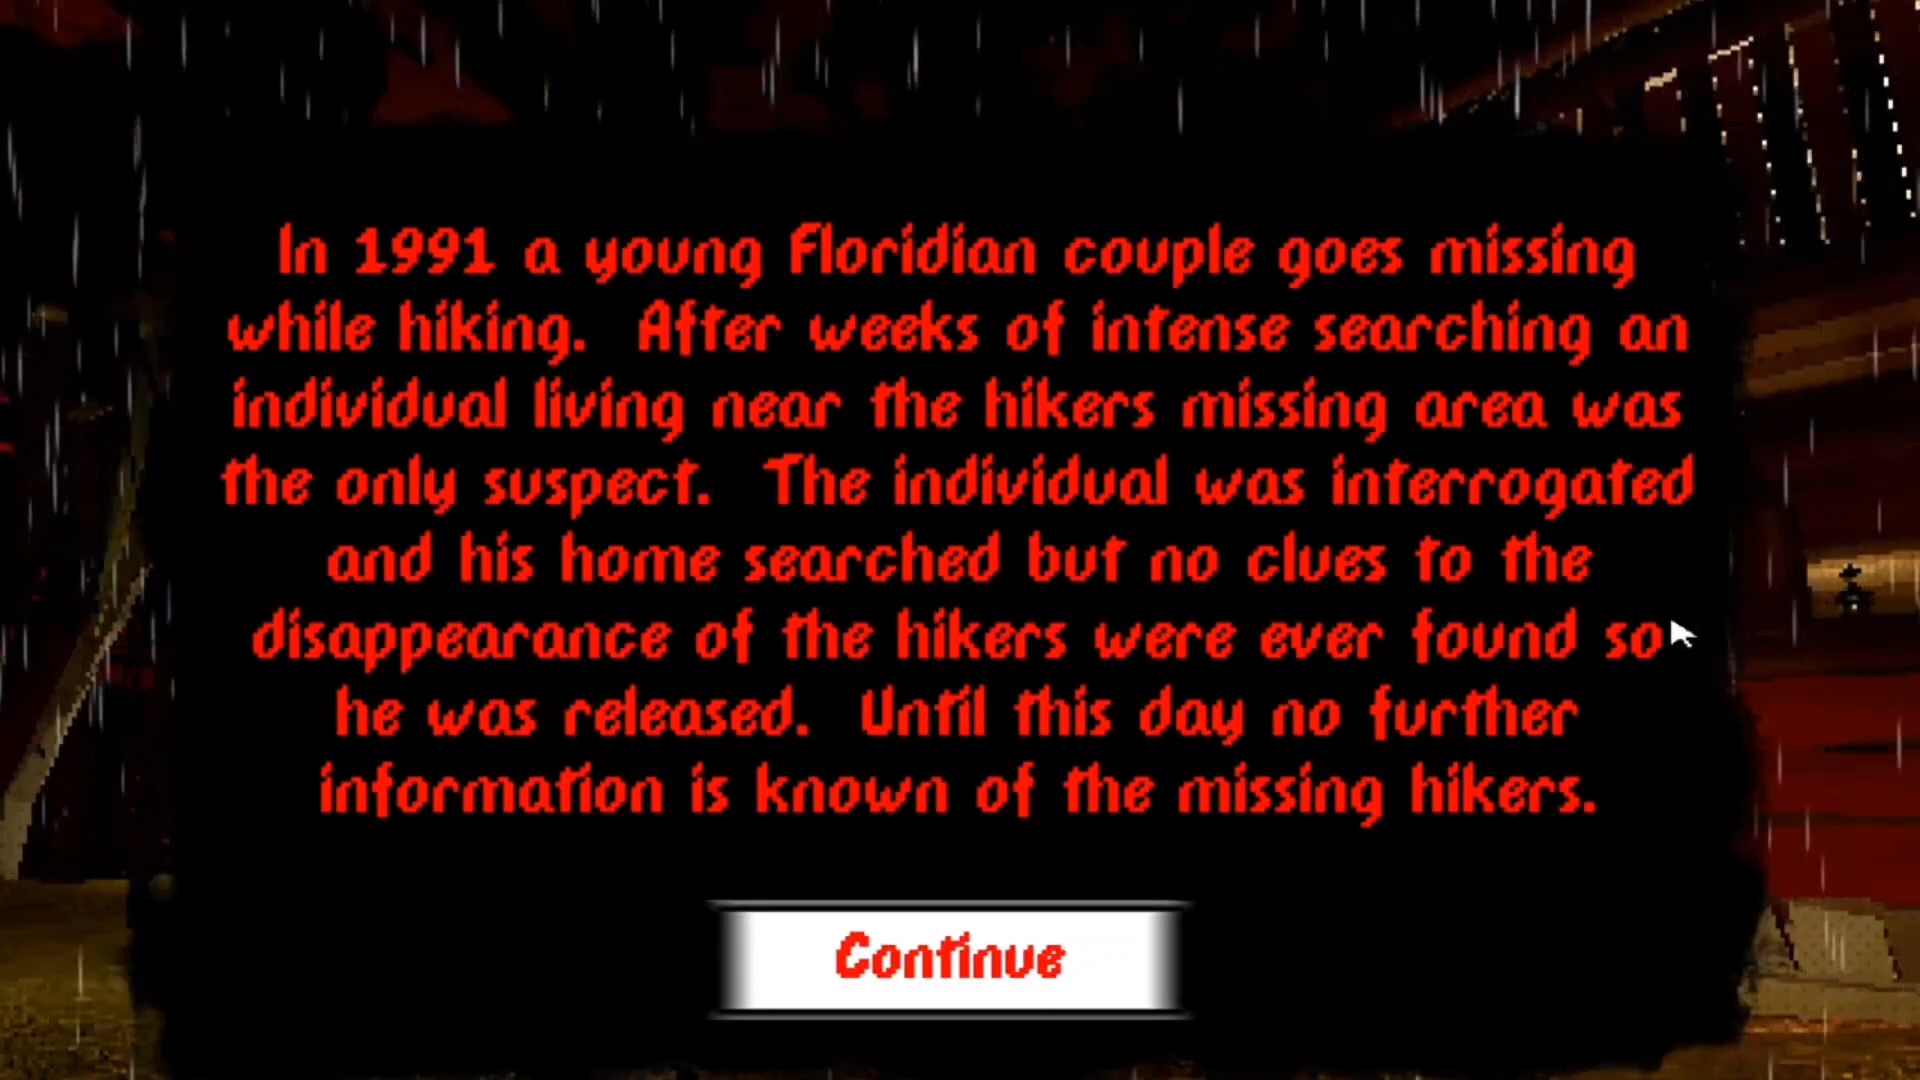 In 1991 a young Floridian couple goes missing
while hiking.  After weeks of intense searching an
individual living near the hikers missing area was
the only suspect.  The individual was interrogated
and his home searched but no clues to the
disappearance of the hikers were ever found so
he was released.  Until this day no further
information is known of the missing hikers.
Continue